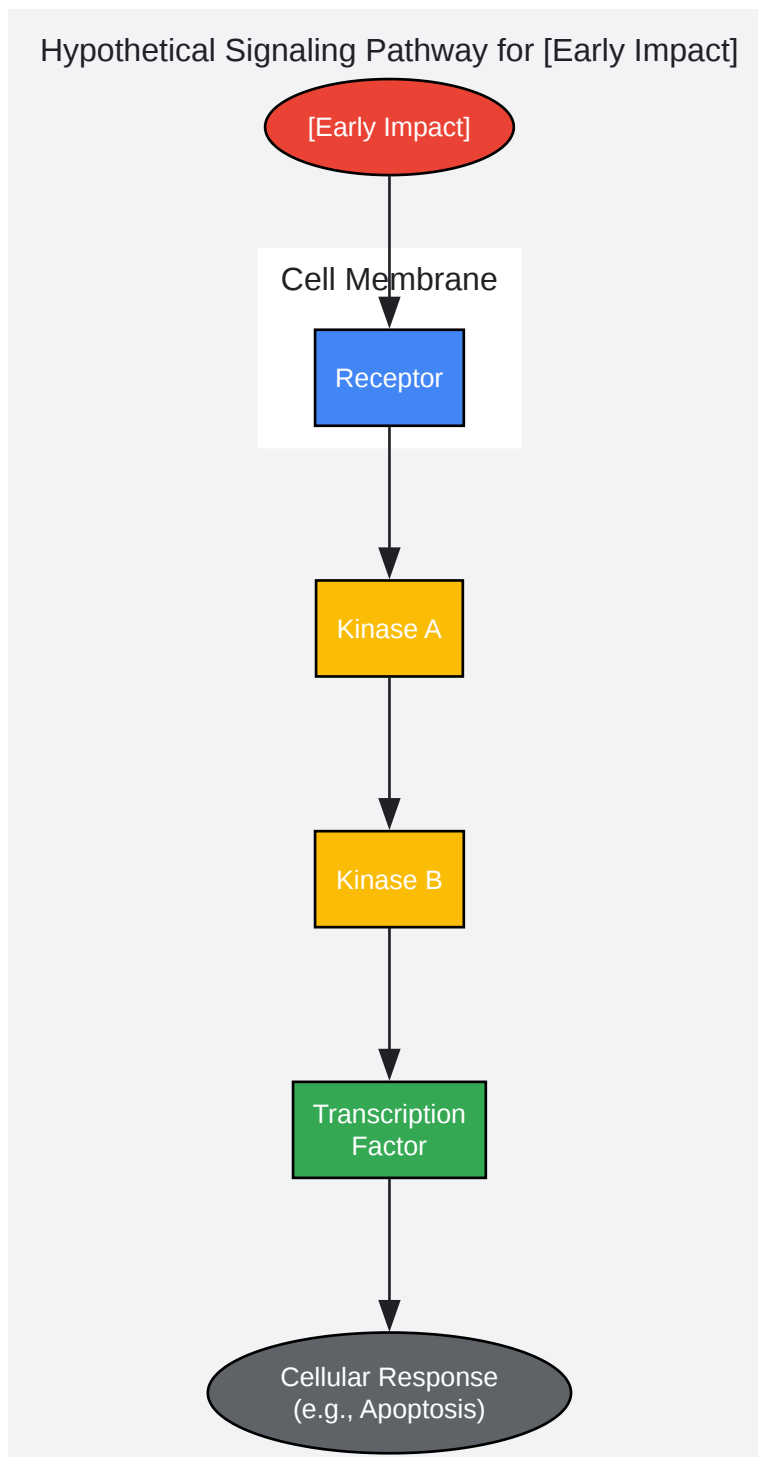 Hypothetical Signaling Pathway for [Early Impact]
[Early Impact]
Cell Membrane
Receptor
Kinase A
Kinase B
Transcription
Factor
Cellular Response
(e.g., Apoptosis)